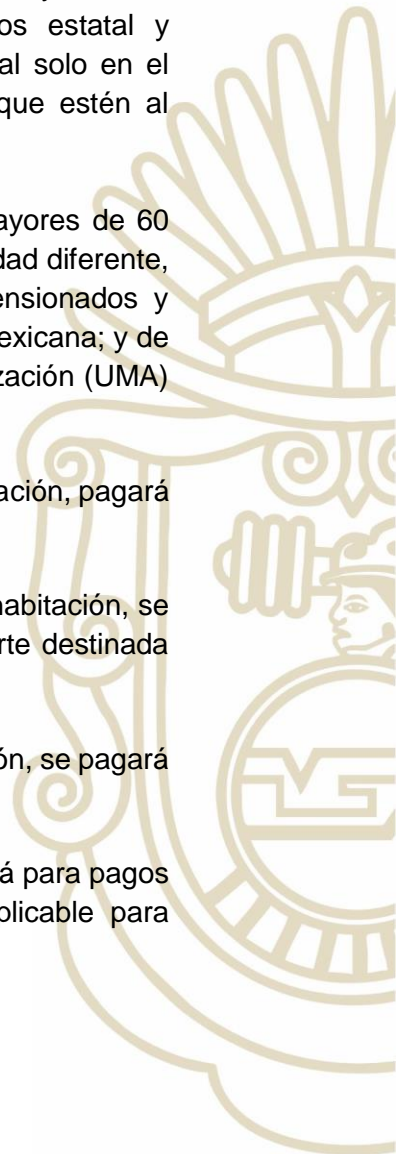 os estatal y
al solo en el
que estén al
ayores de 60
dad diferente,
ensionados y
exicana; y de
zación (UMA)
ación, pagará
habitación, se
rte destinada
ón, se pagará
á para pagos
plicable para